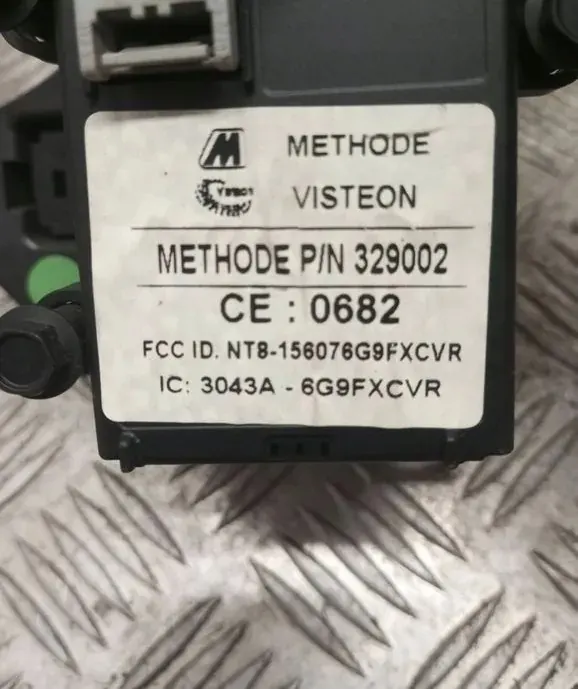 METHODE
VISTEON
METHODE P/N 329002
CE : 0682
FCC ID. NT8-156076G9FXCVR
IC: 3043A - 6G9FXCVR